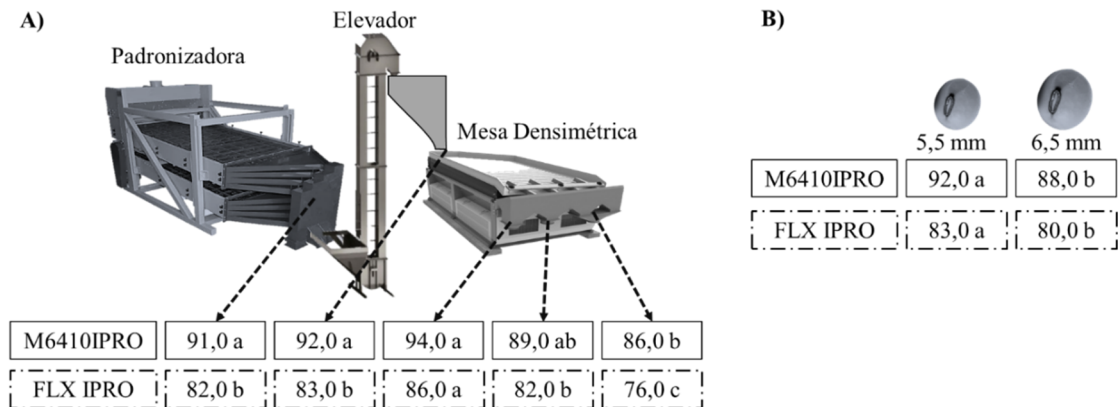 A)
Elevador
Padronizadora
Mesa Densimétrica
M6410IPRO 91,0 a 92,0 a 94,0 a 89,0 ab 86,0 b
FLX IPRO 82,0 b 83,0 b 86,0 a 82,0 b 76,0 c
B)
5,5 mm 6,5 mm
M6410IPRO 92,0 a 88,0 b
FLX IPRO 83,0 a 80,0 b